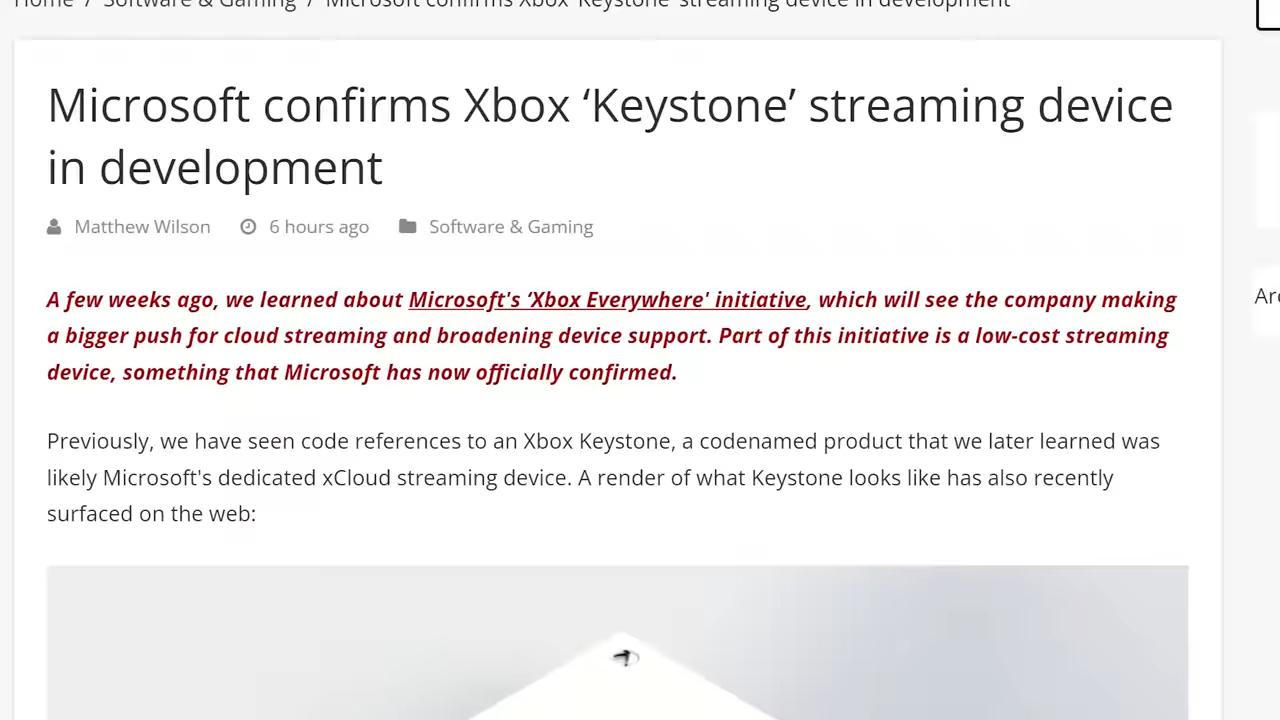 Home / Software & Gaming / Microsoft confirms Xbox ‘Keystone’ streaming device in development
Microsoft confirms Xbox ‘Keystone’ streaming device
in development
Matthew Wilson 6 hours ago Software & Gaming
A few weeks ago, we learned about Microsoft's ‘Xbox Everywhere' initiative, which will see the company making
a bigger push for cloud streaming and broadening device support. Part of this initiative is a low-cost streaming
device, something that Microsoft has now officially confirmed.
Previously, we have seen code references to an Xbox Keystone, a codenamed product that we later learned was
likely Microsoft's dedicated xCloud streaming device. A render of what Keystone looks like has also recently
surfaced on the web: